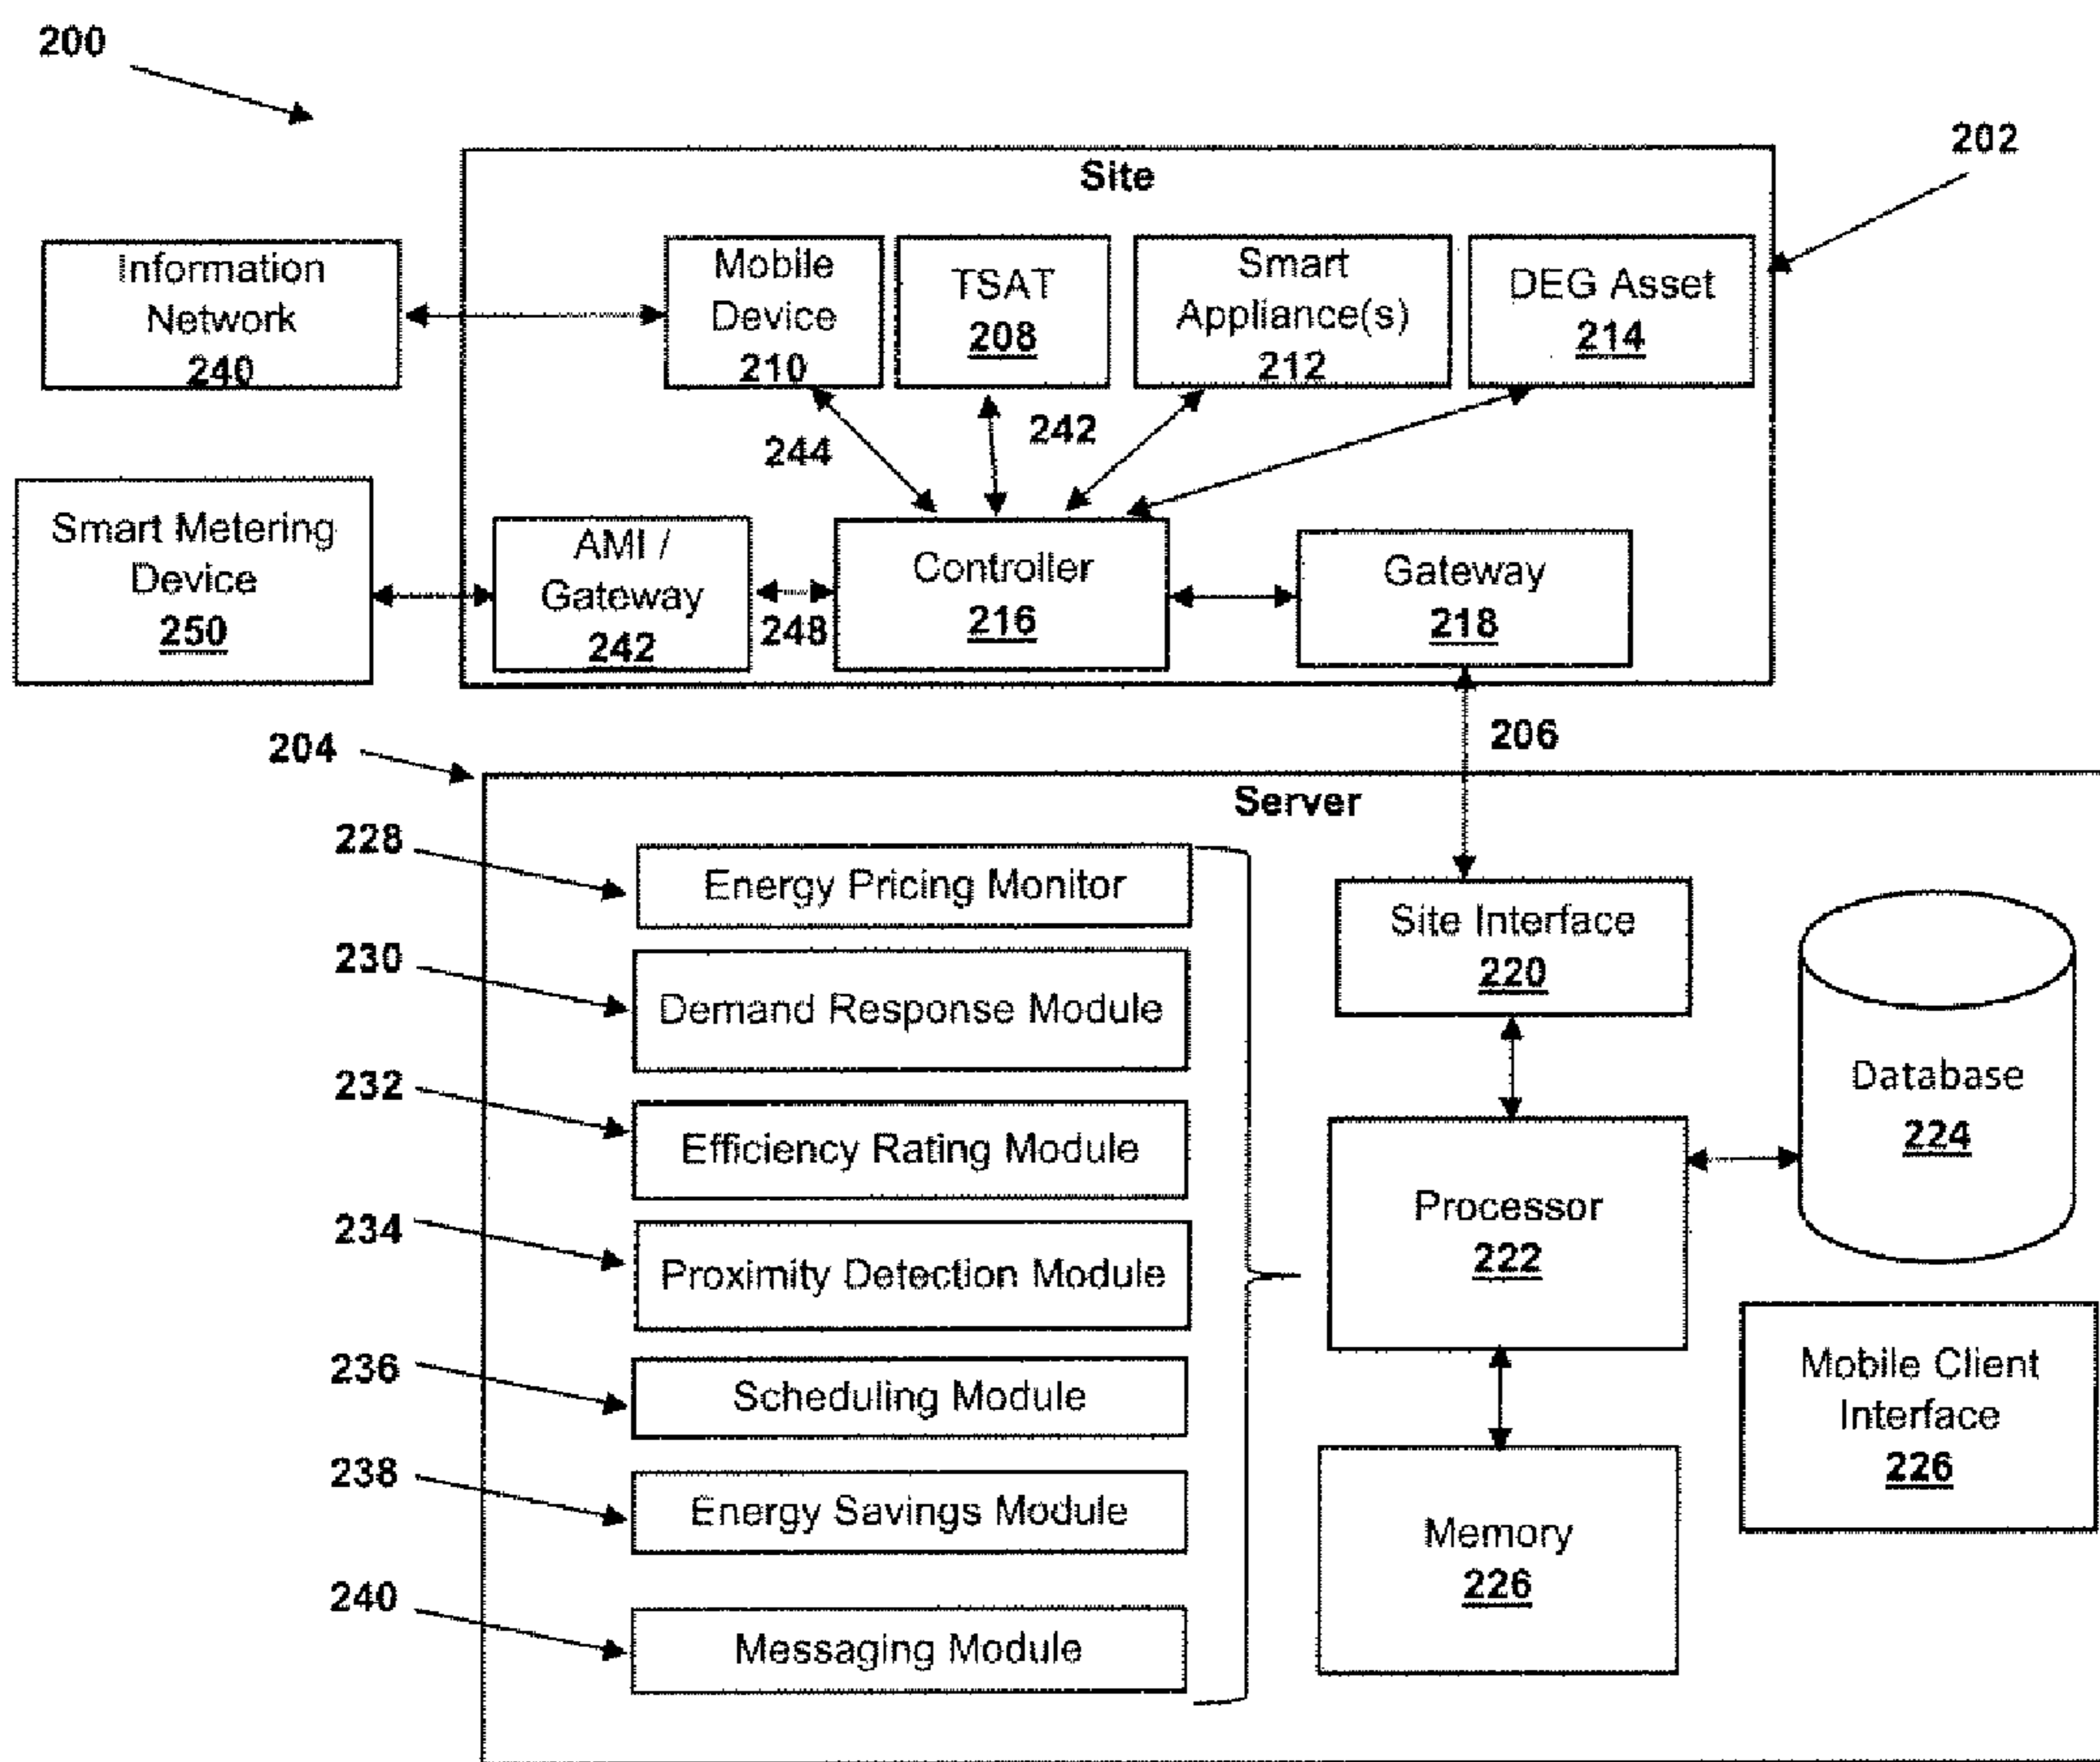 200
202
Site
Information
Network
240
Mobile
Device
210
TSAT
208
Smart
Appliance(s)
212
DEG Asset
214
244
242
Smart Metering
Device
250
AMI /
Gateway
242
248
Controller
216
Gateway
218
206
204
Server
228
Energy Pricing Monitor
230
Demand Response Module
232
Efficiency Rating Module
234
Proximity Detection Module
236
Scheduling Module
238
Energy Savings Module
240
Messaging Module
Site Interface
220
Processor
222
Database
224
Mobile Client
Interface
226
Memory
226